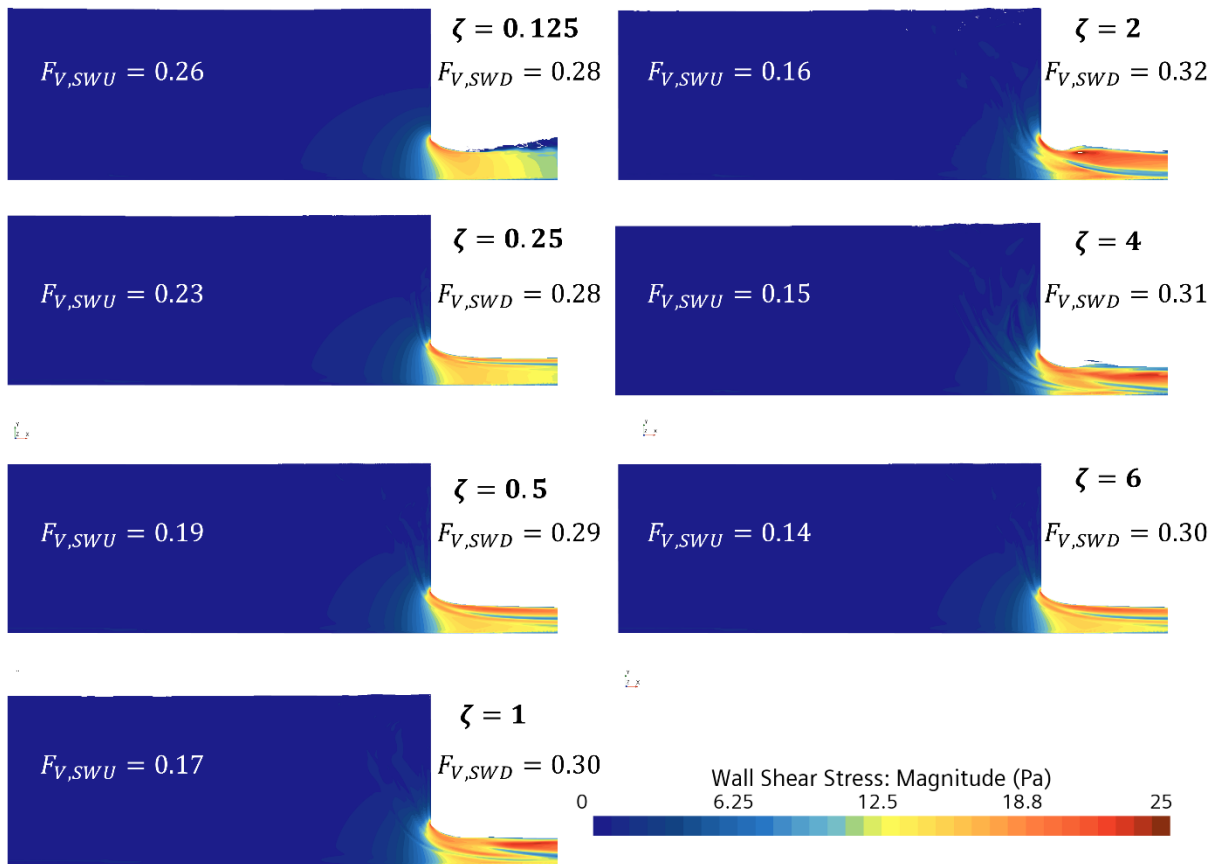 ζ = 0.125
F_{V,SWU} = 0.26
F_{V,SWD} = 0.28
ζ = 0.25
F_{V,SWU} = 0.23
F_{V,SWD} = 0.28
ζ = 0.5
F_{V,SWU} = 0.19
F_{V,SWD} = 0.29
ζ = 1
F_{V,SWU} = 0.17
F_{V,SWD} = 0.30
ζ = 2
F_{V,SWU} = 0.16
F_{V,SWD} = 0.32
ζ = 4
F_{V,SWU} = 0.15
F_{V,SWD} = 0.31
ζ = 6
F_{V,SWU} = 0.14
F_{V,SWD} = 0.30
Wall Shear Stress: Magnitude (Pa)
0 6.25 12.5 18.8 25